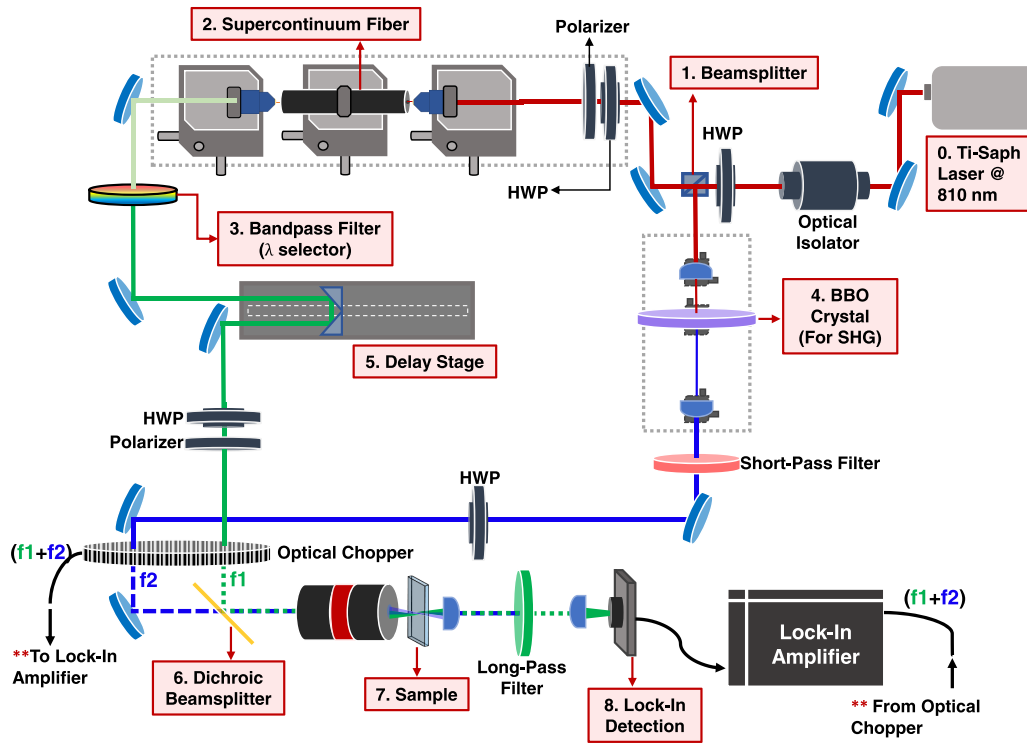 2. Supercontinuum Fiber
Polarizer
1. Beamsplitter
HWP
HWP
0. Ti-Saph
Laser @
810 nm
Optical
Isolator
3. Bandpass Filter
(λ selector)
4. BBO
Crystal
(For SHG)
5. Delay Stage
HWP
Polarizer
Short-Pass Filter
HWP
(f1+f2)
Optical Chopper
f2
f1
**To Lock-In
Amplifier
6. Dichroic
Beamsplitter
7. Sample
Long-Pass
Filter
8. Lock-In
Detection
Lock-In
Amplifier
(f1+f2)
** From Optical
Chopper